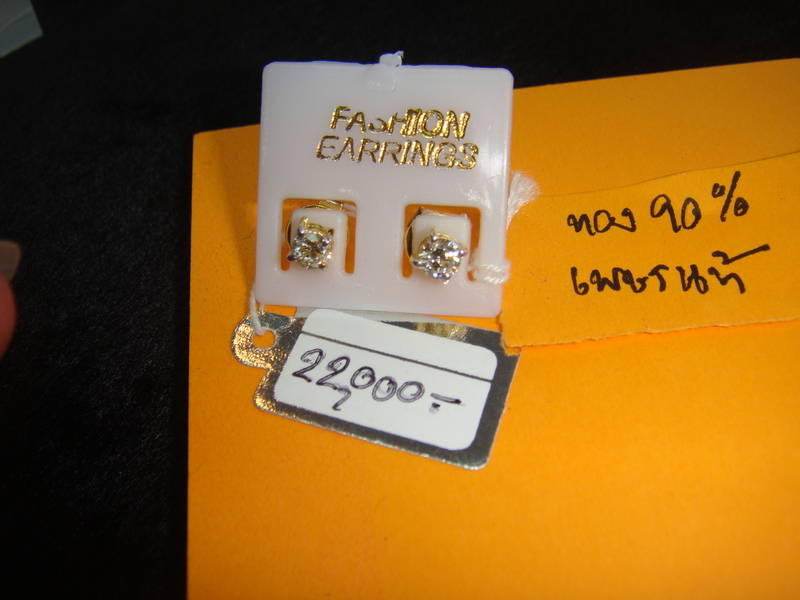 FASHION
EARRINGS
ทอง 90%
เพชรแท้
22,000.-